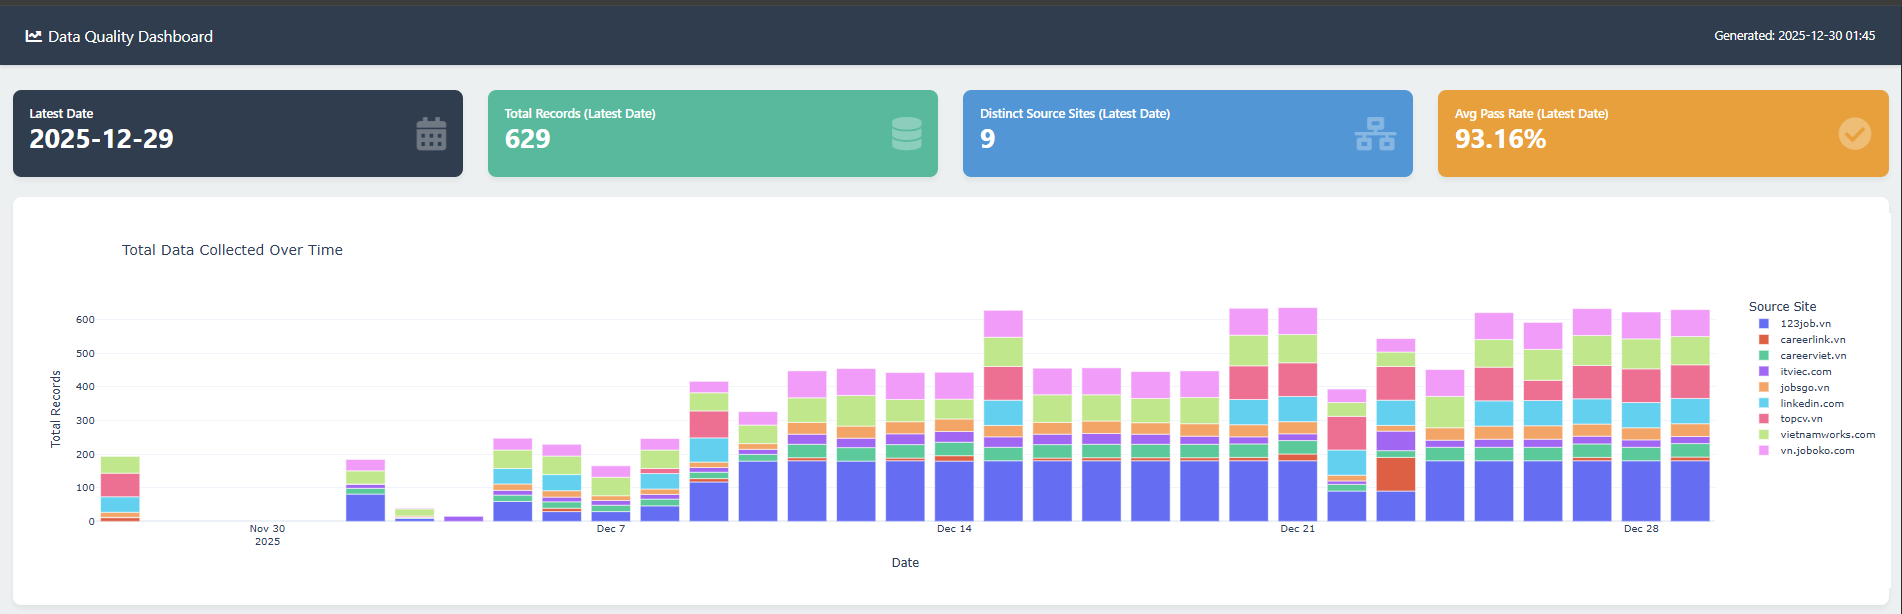 Data Quality Dashboard
Generated: 2025-12-30 01:45
Latest Date
2025-12-29
Total Records (Latest Date)
629
Distinct Source Sites (Latest Date)
9
Avg Pass Rate (Latest Date)
93.16%
Total Data Collected Over Time
Total Records
600
500
400
300
200
100
0
Nov 30
2025
Dec 7
Dec 14
Dec 21
Dec 28
Date
Source Site
123job.vn
careerlink.vn
careerviet.vn
itviec.com
jobsgo.vn
linkedin.com
topcv.vn
vietnamworks.com
vn.joboko.com